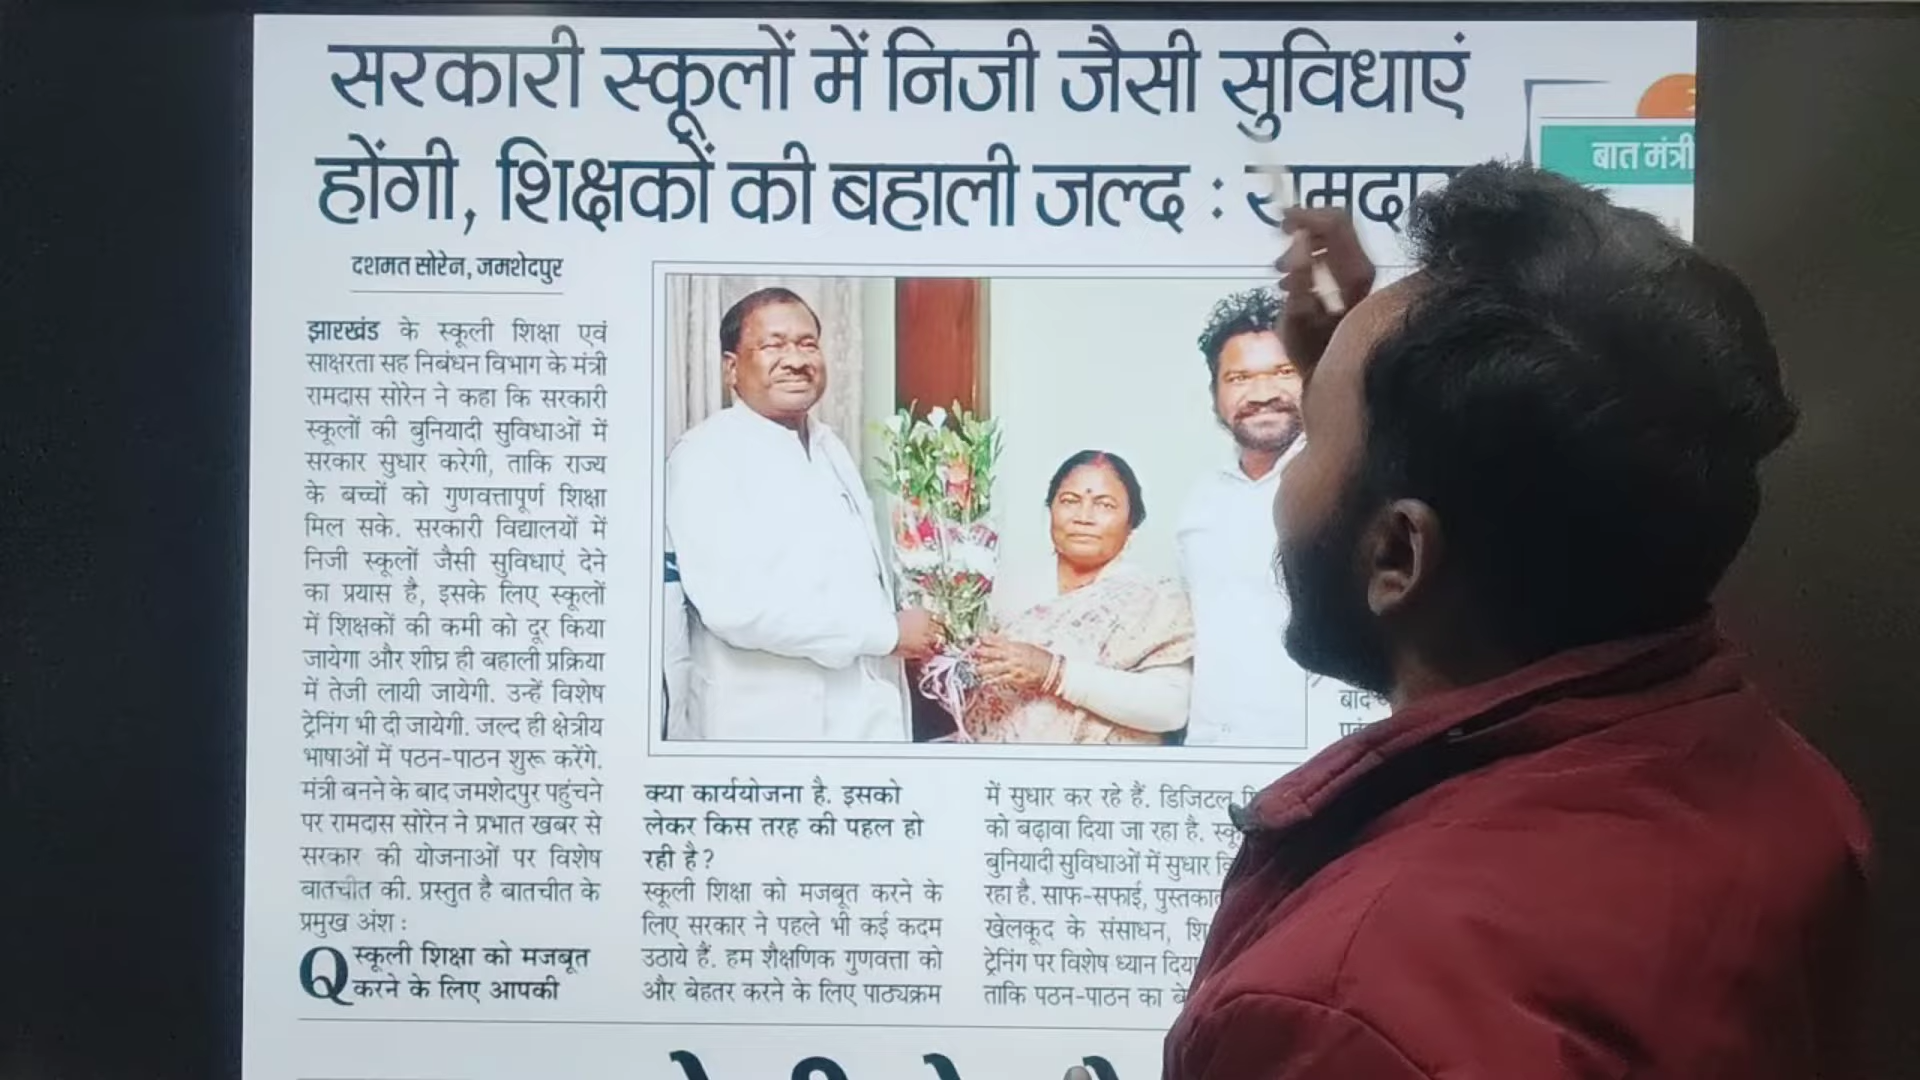 सरकारी स्कूलों में निजी जैसी सुविधाएं
होंगी, शिक्षकों की बहाली जल्द :
बात मंत्री
दशमत सोरेन, जमशेदपुर
झारखंड के स्कूली शिक्षा एवं
साक्षरता सह निबंधन विभाग के मंत्री
रामदास सोरेन ने कहा कि सरकारी
स्कूलों की बुनियादी सुविधाओं में
सरकार सुधार करेगी, ताकि राज्य
के बच्चों को गुणवत्तापूर्ण शिक्षा
मिल सके. सरकारी विद्यालयों में
निजी स्कूलों जैसी सुविधाएं देने
का प्रयास है, इसके लिए स्कूलों
में शिक्षकों की कमी को दूर किया
जायेगा और शीघ्र ही बहाली प्रक्रिया
में तेजी लायी जायेगी. उन्हें विशेष
ट्रेनिंग भी दी जायेगी. जल्द ही क्षेत्रीय
भाषाओं में पठन-पाठन शुरू करेंगे.
मंत्री बनने के बाद जमशेदपुर पहुंचने
पर रामदास सोरेन ने प्रभात खबर से
सरकार की योजनाओं पर विशेष
बातचीत की. प्रस्तुत है बातचीत के
प्रमुख अंश :
Q स्कूली शिक्षा को मजबूत
करने के लिए आपकी
क्या कार्ययोजना है. इसको
लेकर किस तरह की पहल हो
रही है?
स्कूली शिक्षा को मजबूत करने के
लिए सरकार ने पहले भी कई कदम
उठाये हैं. हम शैक्षणिक गुणवत्ता को
और बेहतर करने के लिए पाठ्यक्रम
में सुधार कर रहे हैं. डिजिटल
को बढ़ावा दिया जा रहा है.
बुनियादी सुविधाओं में सुधार
रहा है. साफ-सफाई,
खेलकूद के संसाधन,
ट्रेनिंग पर विशेष ध्यान
ताकि पठन-पाठन का
बाद